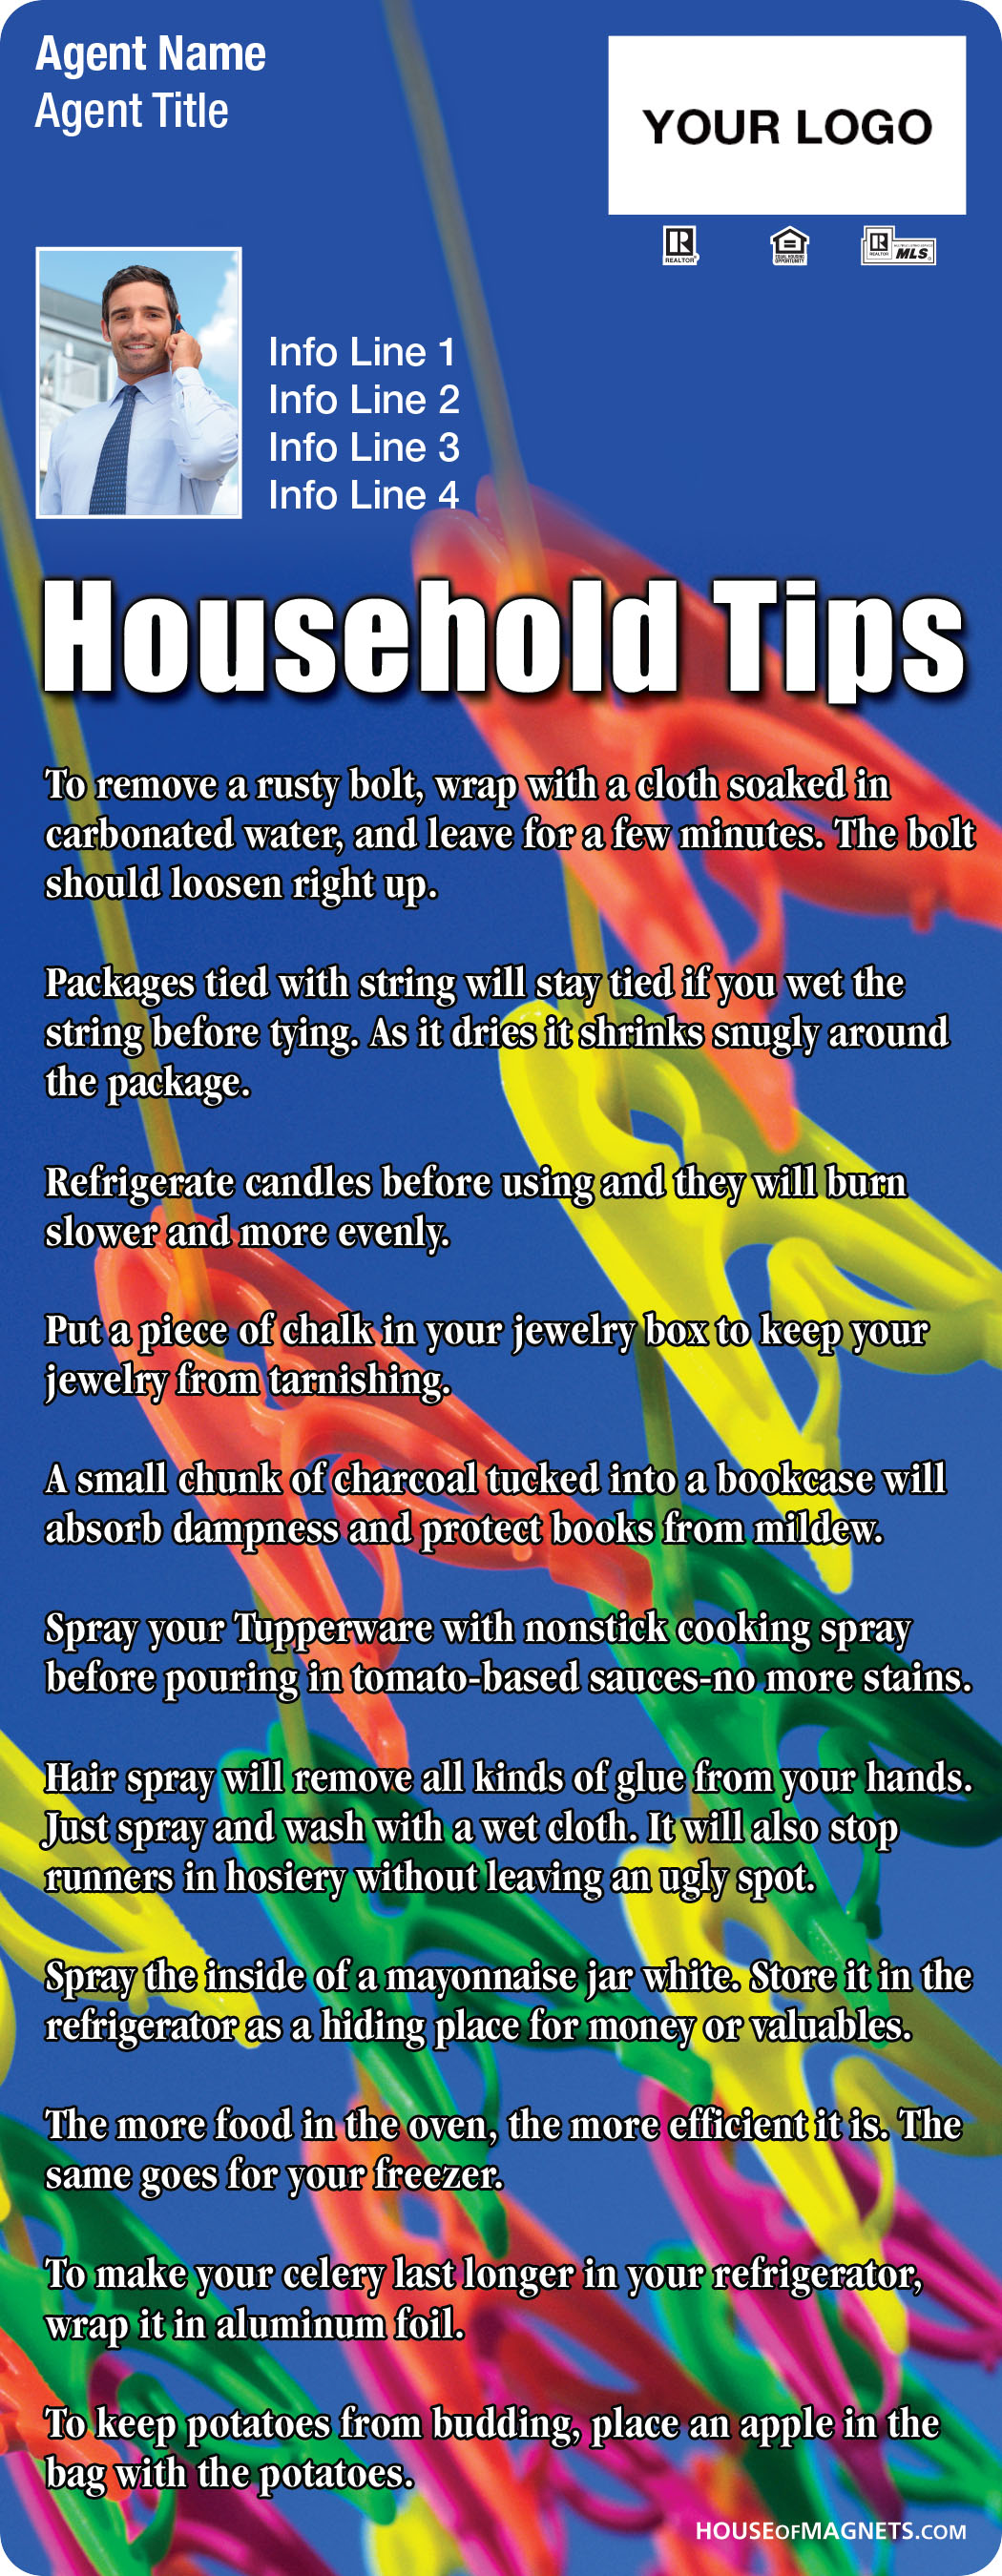 Agent Name
Agent Title
YOUR LOGO
REALTOR
EQUAL HOUSING
OPPORTUNITY
REALTOR
MLS
Info Line 1
Info Line 2
Info Line 3
Info Line 4
Household Tips
To remove a rusty bolt, wrap with a cloth soaked in
carbonated water, and leave for a few minutes. The bolt
should loosen right up.
Packages tied with string will stay tied if you wet the
string before tying. As it dries it shrinks snugly around
the package.
Refrigerate candles before using and they will burn
slower and more evenly.
Put a piece of chalk in your jewelry box to keep your
jewelry from tarnishing.
A small chunk of charcoal tucked into a bookcase will
absorb dampness and protect books from mildew.
Spray your Tupperware with nonstick cooking spray
before pouring in tomato-based sauces-no more stains.
Hair spray will remove all kinds of glue from your hands.
Just spray and wash with a wet cloth. It will also stop
runners in hosiery without leaving an ugly spot.
Spray the inside of a mayonnaise jar white. Store it in the
refrigerator as a hiding place for money or valuables.
The more food in the oven, the more efficient it is. The
same goes for your freezer.
To make your celery last longer in your refrigerator,
wrap it in aluminum foil.
To keep potatoes from budding, place an apple in the
bag with the potatoes.
HOUSEOFMAGNETS.COM